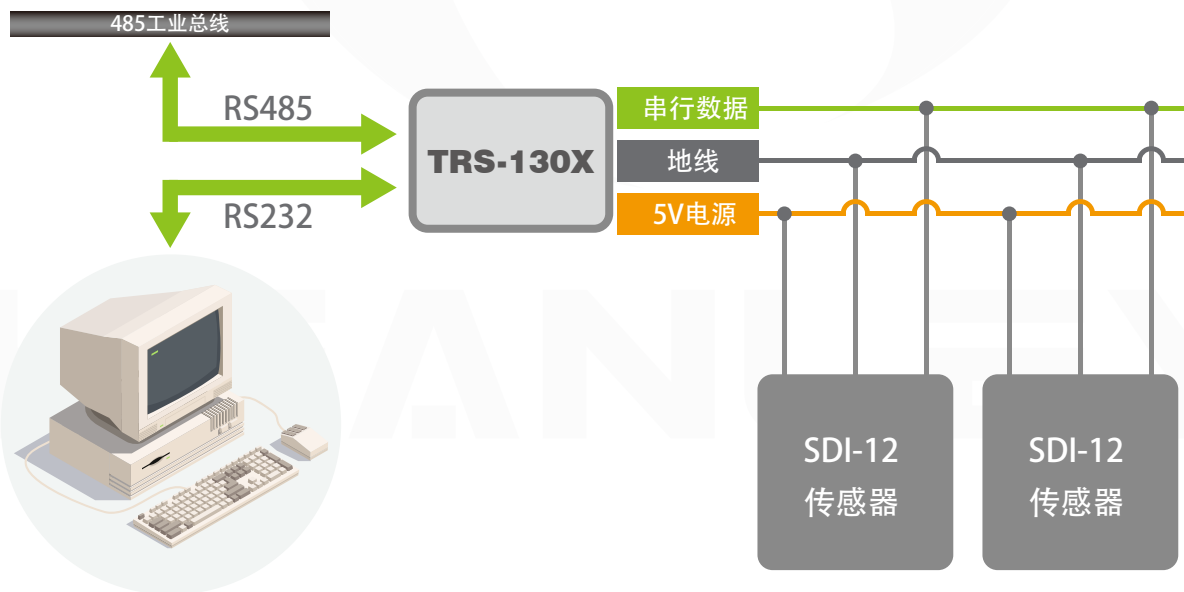 485工业总线
RS485
RS232
TRS-130X
串行数据
地线
5V电源
SDI-12
传感器
SDI-12
传感器